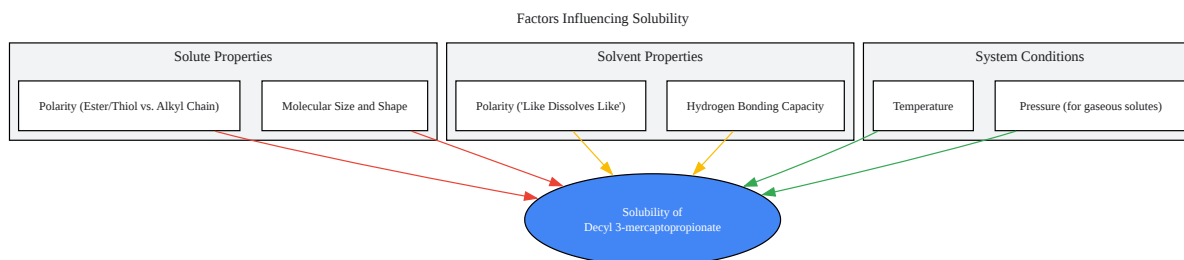 Factors Influencing Solubility
Solute Properties
Solvent Properties
System Conditions
Polarity (Ester/Thiol vs. Alkyl Chain)
Molecular Size and Shape
Polarity ('Like Dissolves Like')
Hydrogen Bonding Capacity
Temperature
Pressure (for gaseous solutes)
Solubility of
Decyl 3-mercaptopropionate